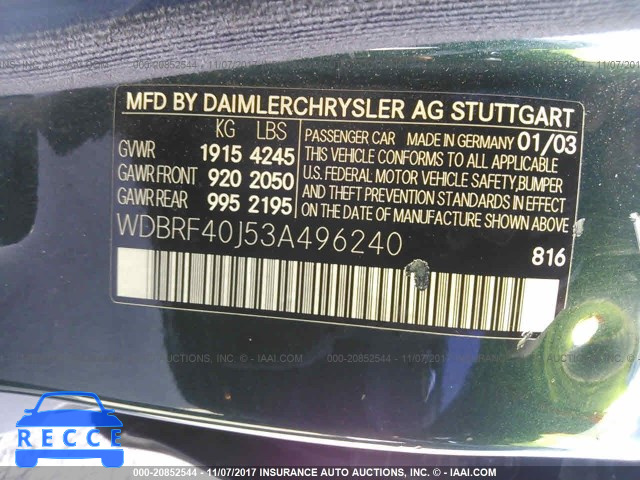 MFD BY DAIMLERCHRYSLER AG STUTTGART
KG LBS
GVWR 1915 4245
GAWR FRONT 920 2050
GAWR REAR 995 2195
PASSENGER CAR MADE IN GERMANY 01/03
THIS VEHICLE CONFORMS TO ALL APPLICABLE
U.S. FEDERAL MOTOR VEHICLE SAFETY,BUMPER
AND THEFT PREVENTION STANDARDS IN EFFECT
ON THE DATE OF MANUFACTURE SHOWN ABOVE.
WDBRF40J53A496240
816
RECCE
000-20852544 - 11/07/2017 INSURANCE AUTO AUCTIONS, INC. - © IAAI.COM